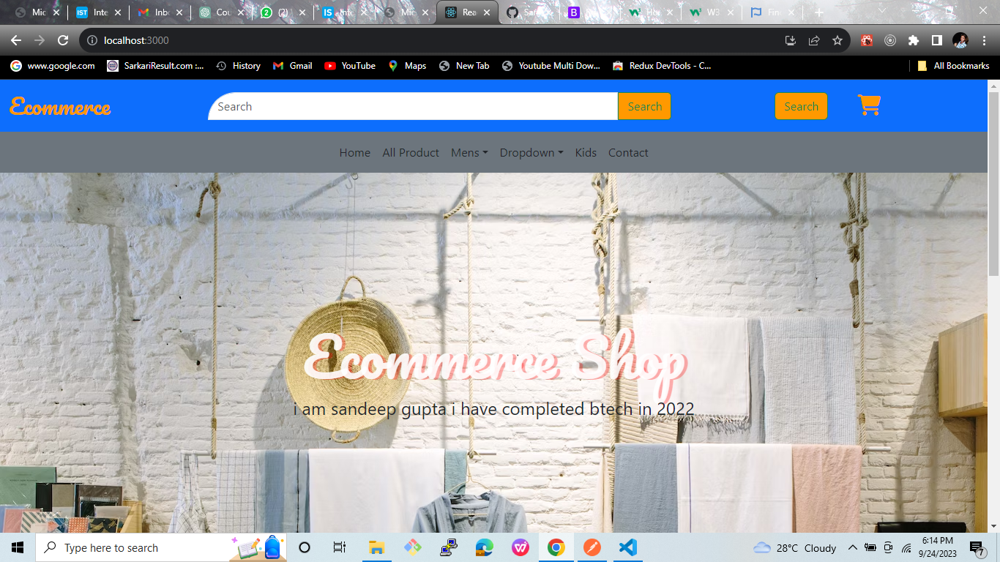 Mic
Inte
Inbo
Cou
(2)
Inte
Mic
Rea
W3
Fin
localhost:3000
www.google.com
SarkariResult.com :...
History
Gmail
YouTube
Maps
New Tab
Youtube Multi Dow...
Redux DevTools - C...
All Bookmarks
Ecommerce
Search
Search
Search
Home
All Product
Mens
Dropdown
Kids
Contact
Ecommerce Shop
i am sandeep gupta i have completed btech in 2022
Type here to search
28°C Cloudy
6:14 PM
9/24/2023
7